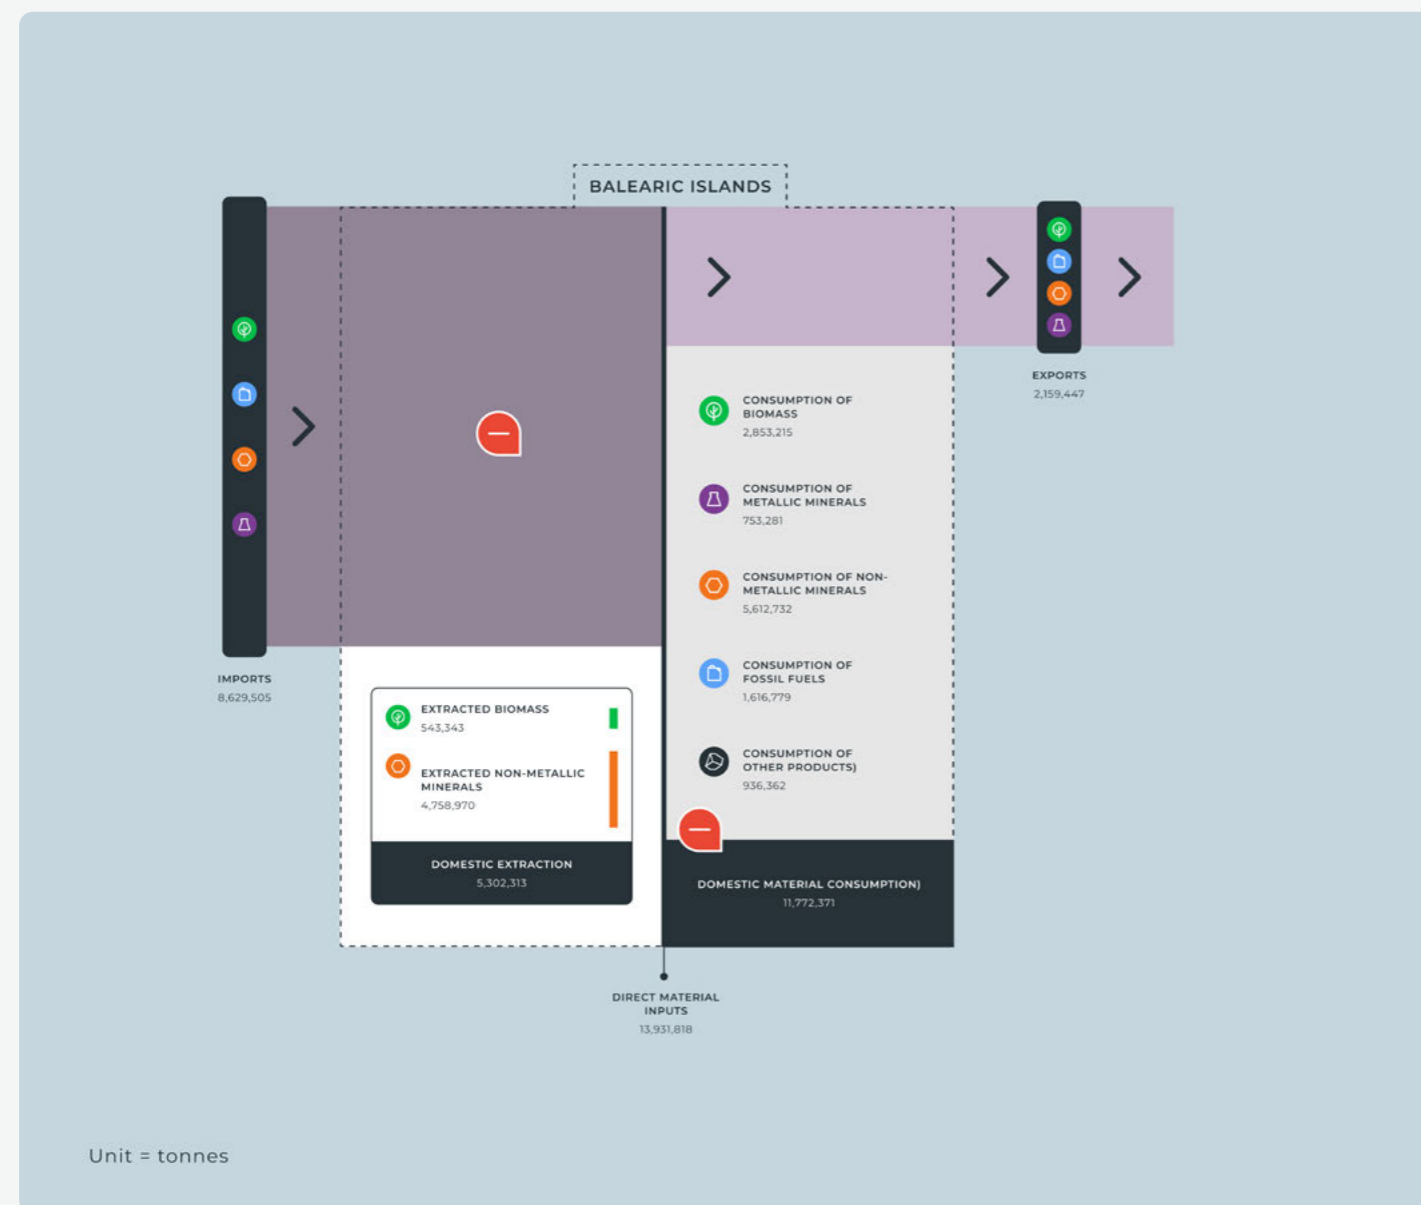 BALEARIC ISLANDS
IMPORTS
8,629,505
EXTRACTED BIOMASS
543,343
EXTRACTED NON-METALLIC
MINERALS
4,758,970
DOMESTIC EXTRACTION
5,302,313
CONSUMPTION OF
BIOMASS
2,853,215
CONSUMPTION OF
METALLIC MINERALS
753,281
CONSUMPTION OF NON-
METALLIC MINERALS
5,612,732
CONSUMPTION OF
FOSSIL FUELS
1,616,779
CONSUMPTION OF
OTHER PRODUCTS)
936,362
DOMESTIC MATERIAL CONSUMPTION)
11,772,371
EXPORTS
2,159,447
DIRECT MATERIAL
INPUTS
13,931,818
Unit = tonnes